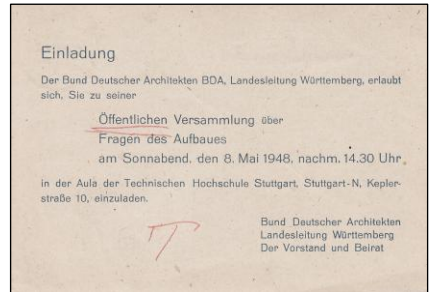 Einladung
Der Bund Deutscher Architekten BDA, Landesleitung Württemberg, erlaubt
sich, Sie zu seiner
Öffentlichen Versammlung über
Fragen des Aufbaues
am Sonnabend, den 8. Mai 1948, nachm. 14.30 Uhr
in der Aula der Technischen Hochschule Stuttgart, Stuttgart-N, Kepler-
straße 10, einzuladen.
Bund Deutscher Architekten
Landesleitung Württemberg
Der Vorstand und Beirat